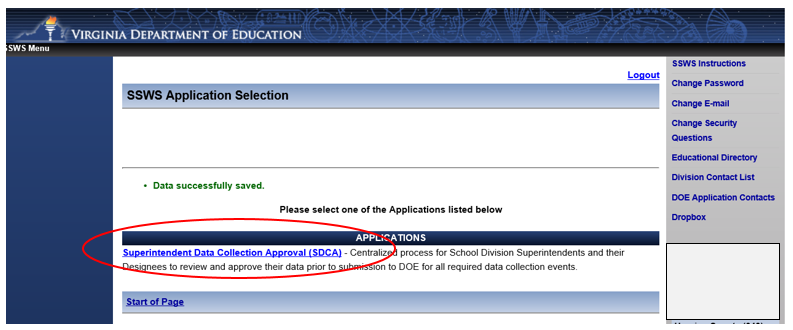 VIRGINIA DEPARTMENT OF EDUCATION
SSWS Menu
Logout
SSWS Application Selection
• Data successfully saved.
Please select one of the Applications listed below
APPLICATIONS
Superintendent Data Collection Approval (SDCA) - Centralized process for School Division Superintendents and their
Designees to review and approve their data prior to submission to DOE for all required data collection events.
Start of Page
SSWS Instructions
Change Password
Change E-mail
Change Security
Questions
Educational Directory
Division Contact List
DOE Application Contacts
Dropbox